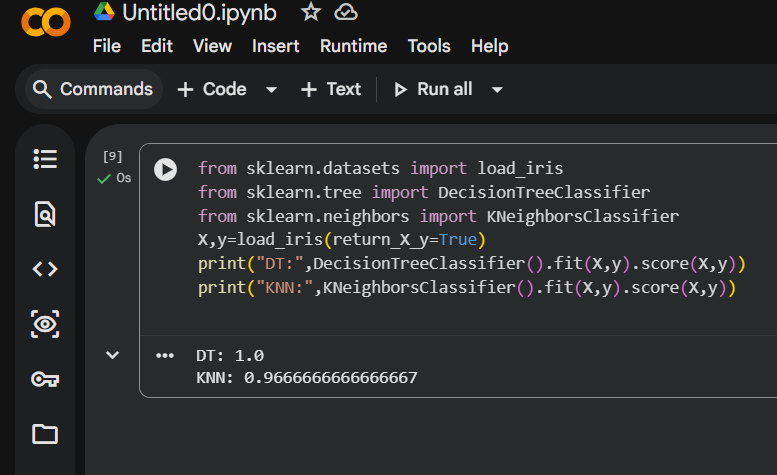 Untitled0.ipynb
File Edit View Insert Runtime Tools Help
Commands + Code + Text Run all
[9]
0s
from sklearn.datasets import load_iris
from sklearn.tree import DecisionTreeClassifier
from sklearn.neighbors import KNeighborsClassifier
X,y=load_iris(return_X_y=True)
print("DT:",DecisionTreeClassifier().fit(X,y).score(X,y))
print("KNN:",KNeighborsClassifier().fit(X,y).score(X,y))
DT: 1.0
KNN: 0.9666666666666667